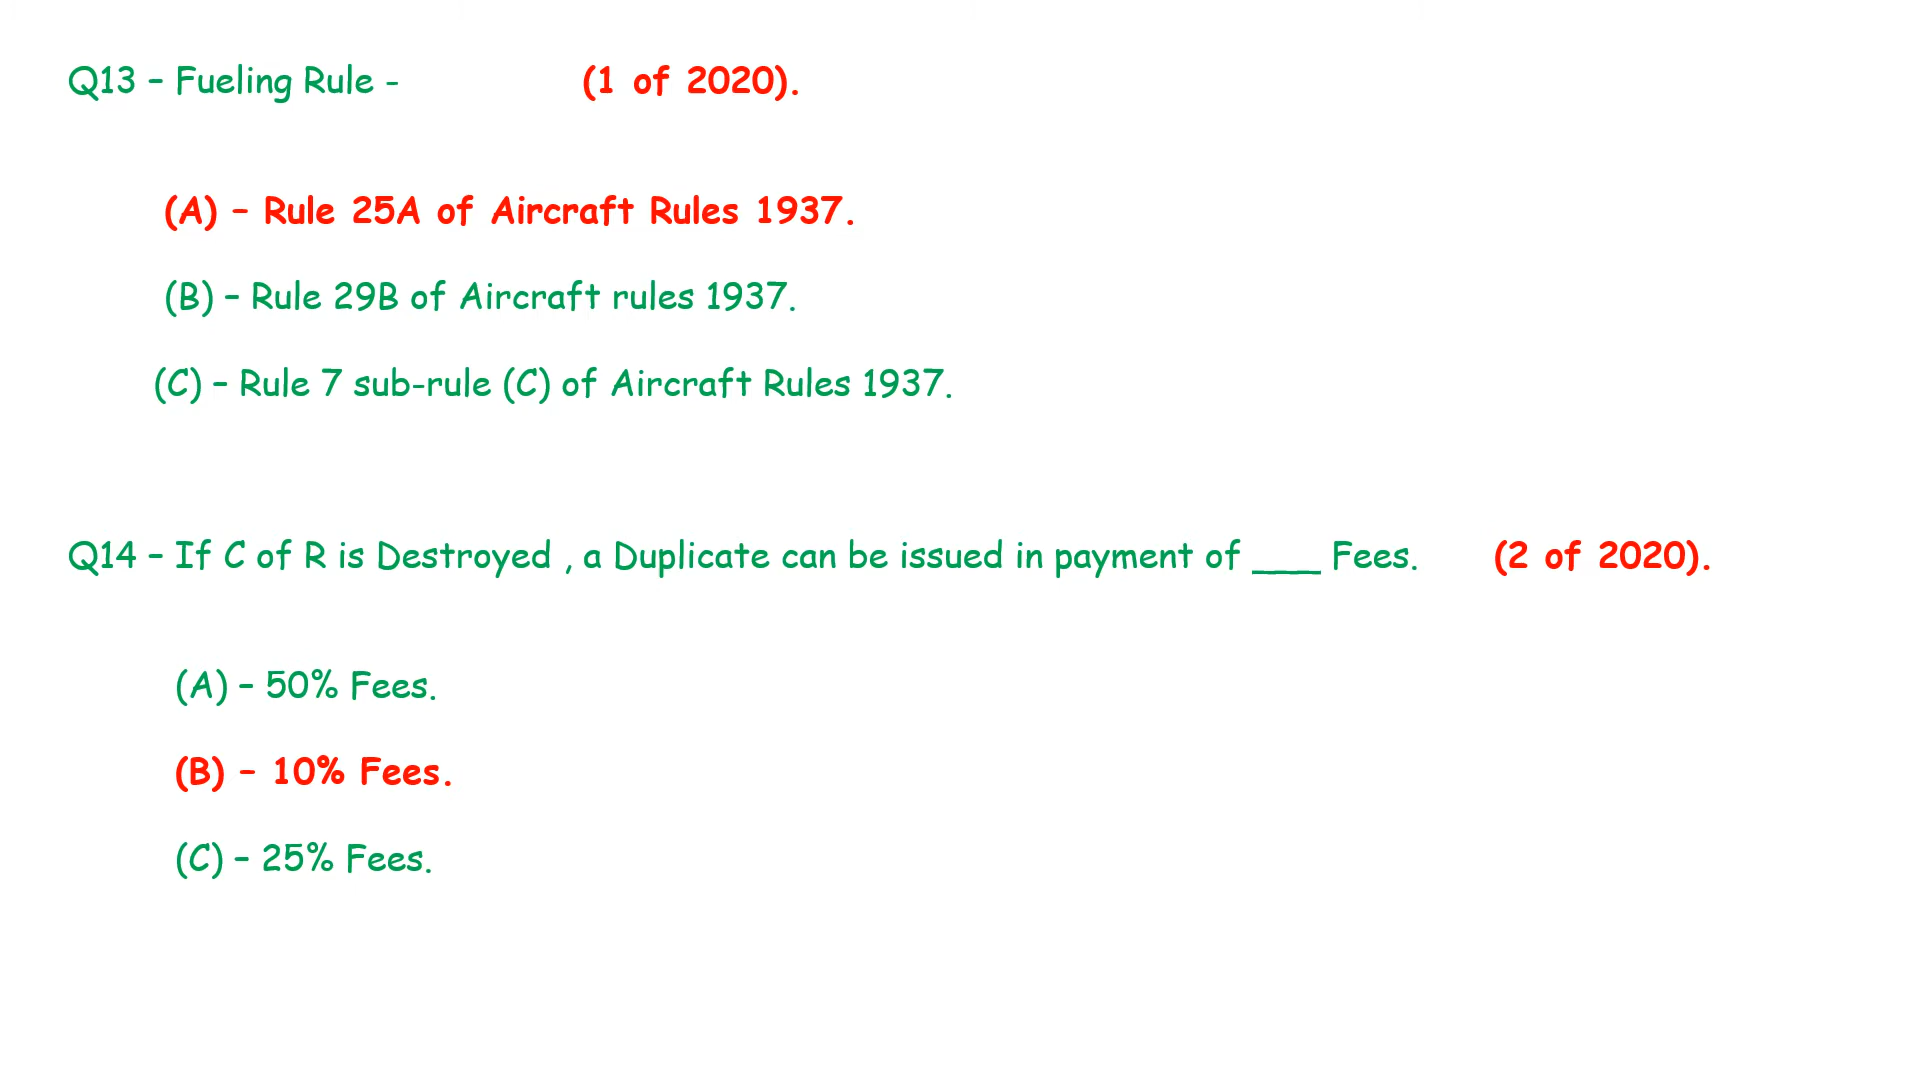 Q13 – Fueling Rule - (1 of 2020).
(A) – Rule 25A of Aircraft Rules 1937.
(B) – Rule 29B of Aircraft rules 1937.
(C) – Rule 7 sub-rule (C) of Aircraft Rules 1937.
Q14 – If C of R is Destroyed , a Duplicate can be issued in payment of ___ Fees. (2 of 2020).
(A) – 50% Fees.
(B) – 10% Fees.
(C) – 25% Fees.